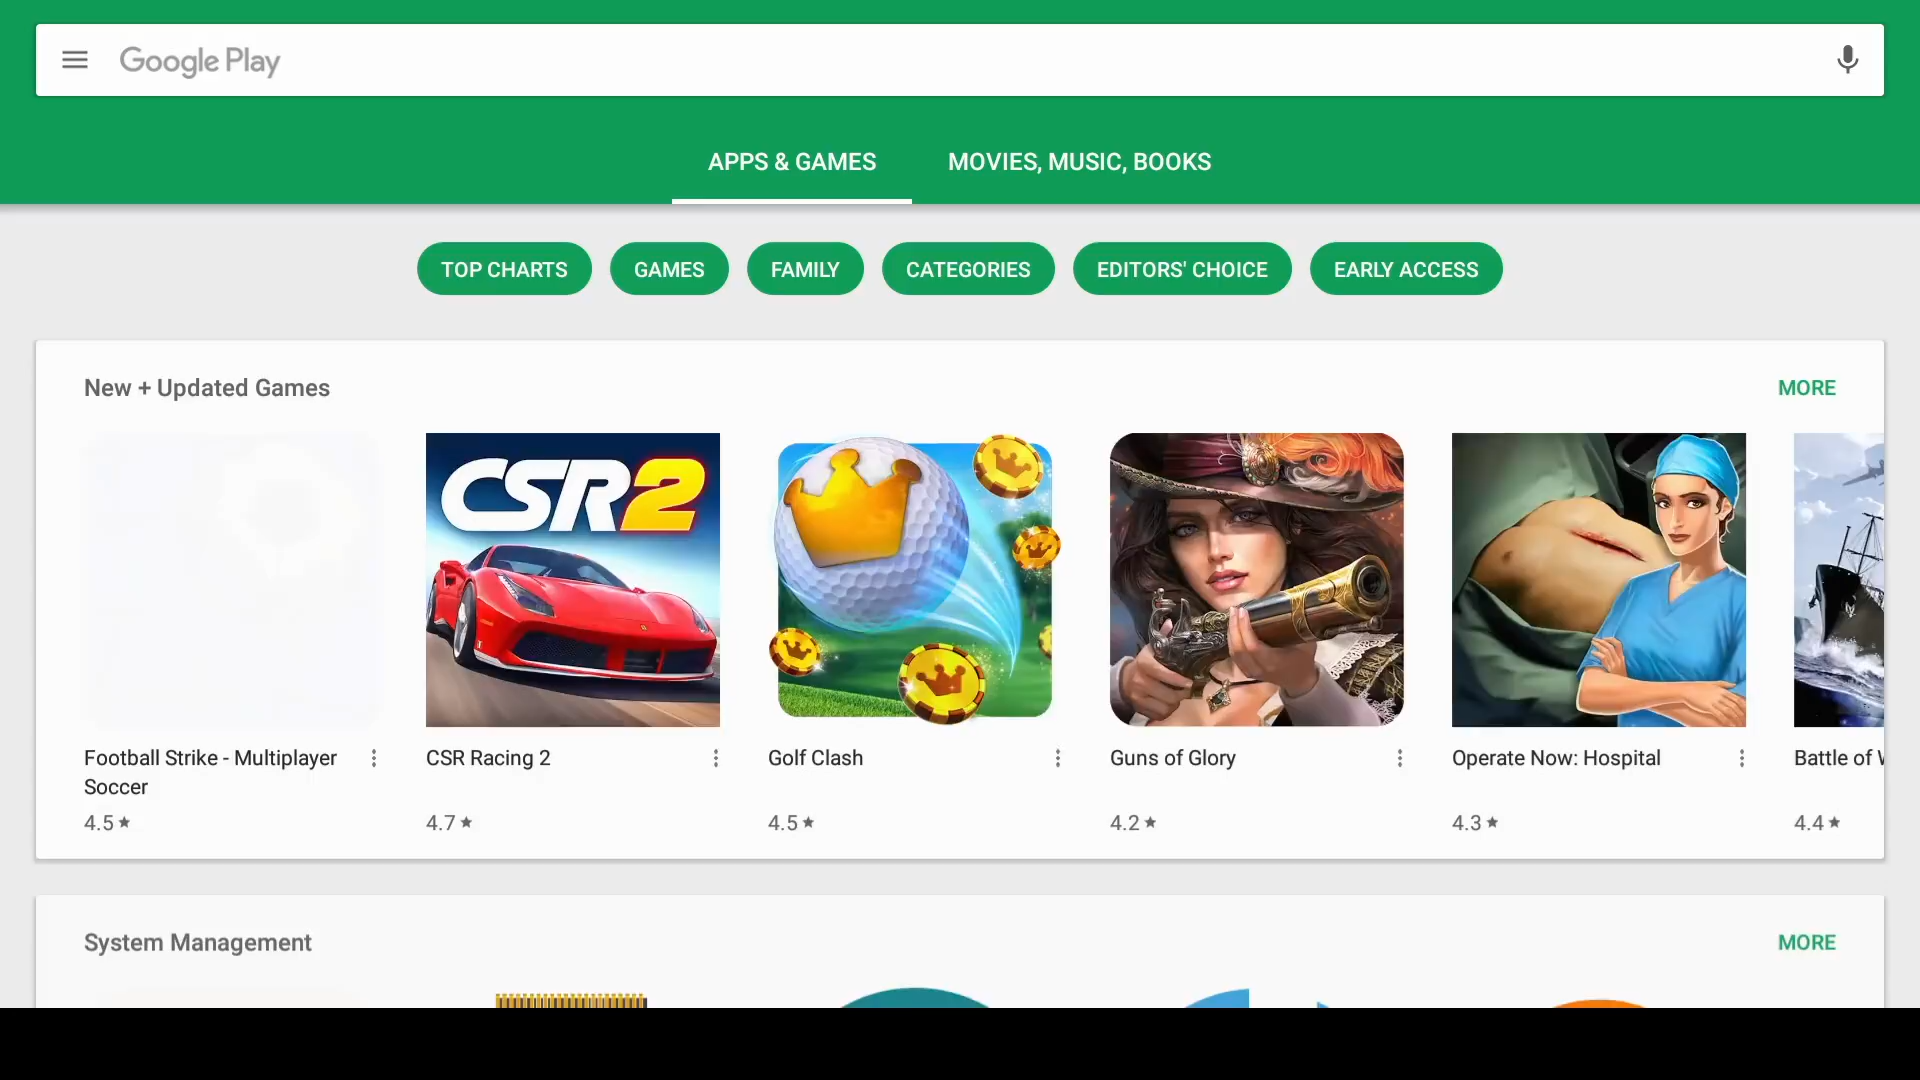 Google Play
APPS & GAMES
MOVIES, MUSIC, BOOKS
TOP CHARTS
GAMES
FAMILY
CATEGORIES
EDITORS' CHOICE
EARLY ACCESS
New + Updated Games
MORE
CSR2
Football Strike - Multiplayer
Soccer
4.5
CSR Racing 2
4.7
Golf Clash
4.5
Guns of Glory
4.2
Operate Now: Hospital
4.3
Battle of
4.4
System Management
MORE